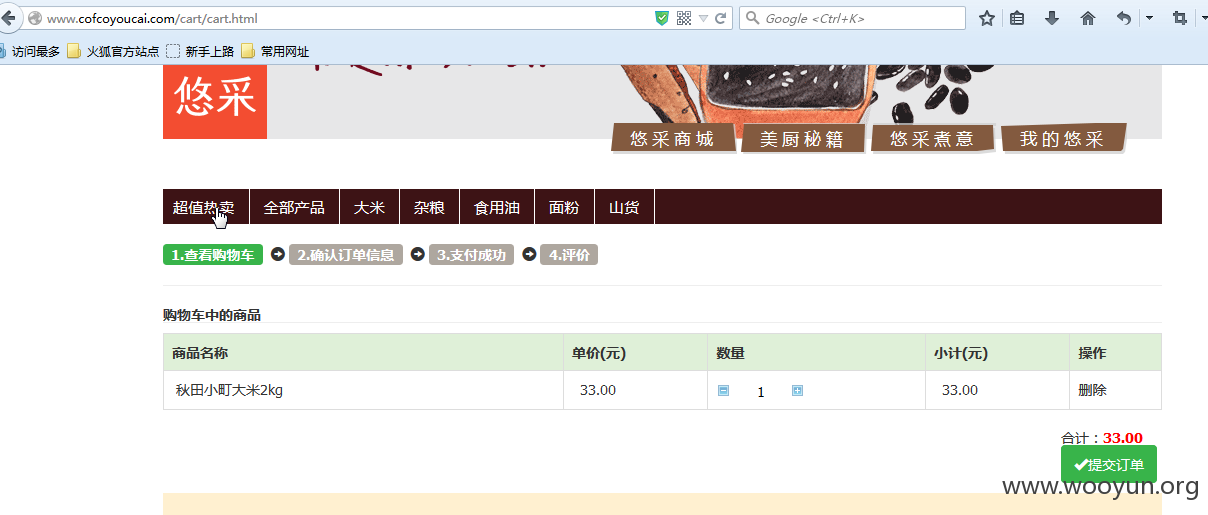 www.cofcoyoucai.com/cart/cart.html
Google <Ctrl+K>
访问最多 火狐官方站点 新手上路 常用网址
悠采
悠采商城 美厨秘籍 悠采煮意 我的悠采
超值热卖 全部产品 大米 杂粮 食用油 面粉 山货
1.查看购物车 2.确认订单信息 3.支付成功 4.评价
购物车中的商品
商品名称 单价(元) 数量 小计(元) 操作
秋田小町大米2kg 33.00 1 33.00 删除
合计：33.00
提交订单
www.wooyun.org